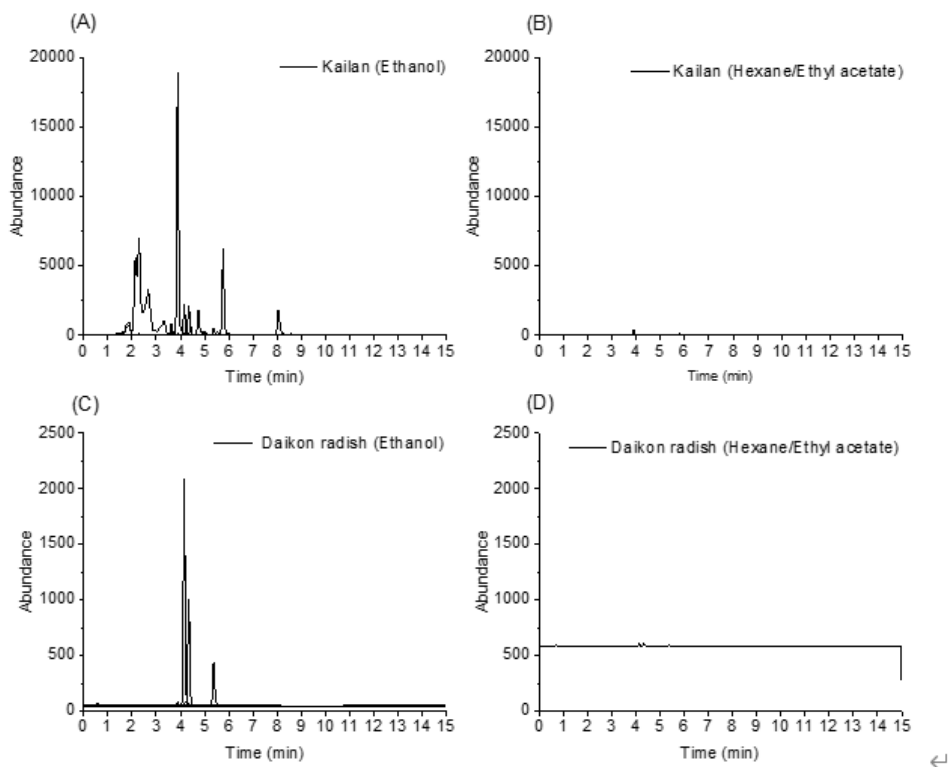 (A)
Kailan (Ethanol)
20000
15000
10000
5000
0
Abundance
0 1 2 3 4 5 6 7 8 9 10 11 12 13 14 15
Time (min)
(B)
Kailan (Hexane/Ethyl acetate)
20000
15000
10000
5000
0
Abundance
0 1 2 3 4 5 6 7 8 9 10 11 12 13 14 15
Time (min)
(C)
Daikon radish (Ethanol)
2500
2000
1500
1000
500
0
Abundance
0 1 2 3 4 5 6 7 8 9 10 11 12 13 14 15
Time (min)
(D)
Daikon radish (Hexane/Ethyl acetate)
2500
2000
1500
1000
500
0
Abundance
0 1 2 3 4 5 6 7 8 9 10 11 12 13 14 15
Time (min)